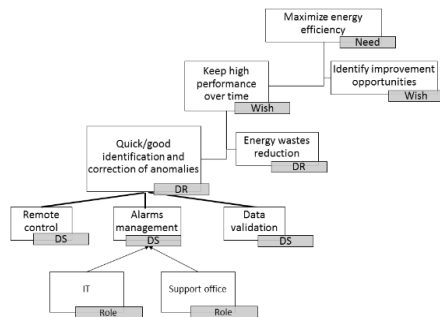 Maximize energy
efficiency
Need
Keep high
performance
over time
Wish
Identify improvement
opportunities
Wish
Quick/good
identification and
correction of anomalies
DR
Energy wastes
reduction
DR
Remote
control
DS
Alarms
management
DS
Data
validation
DS
IT
Role
Support office
Role